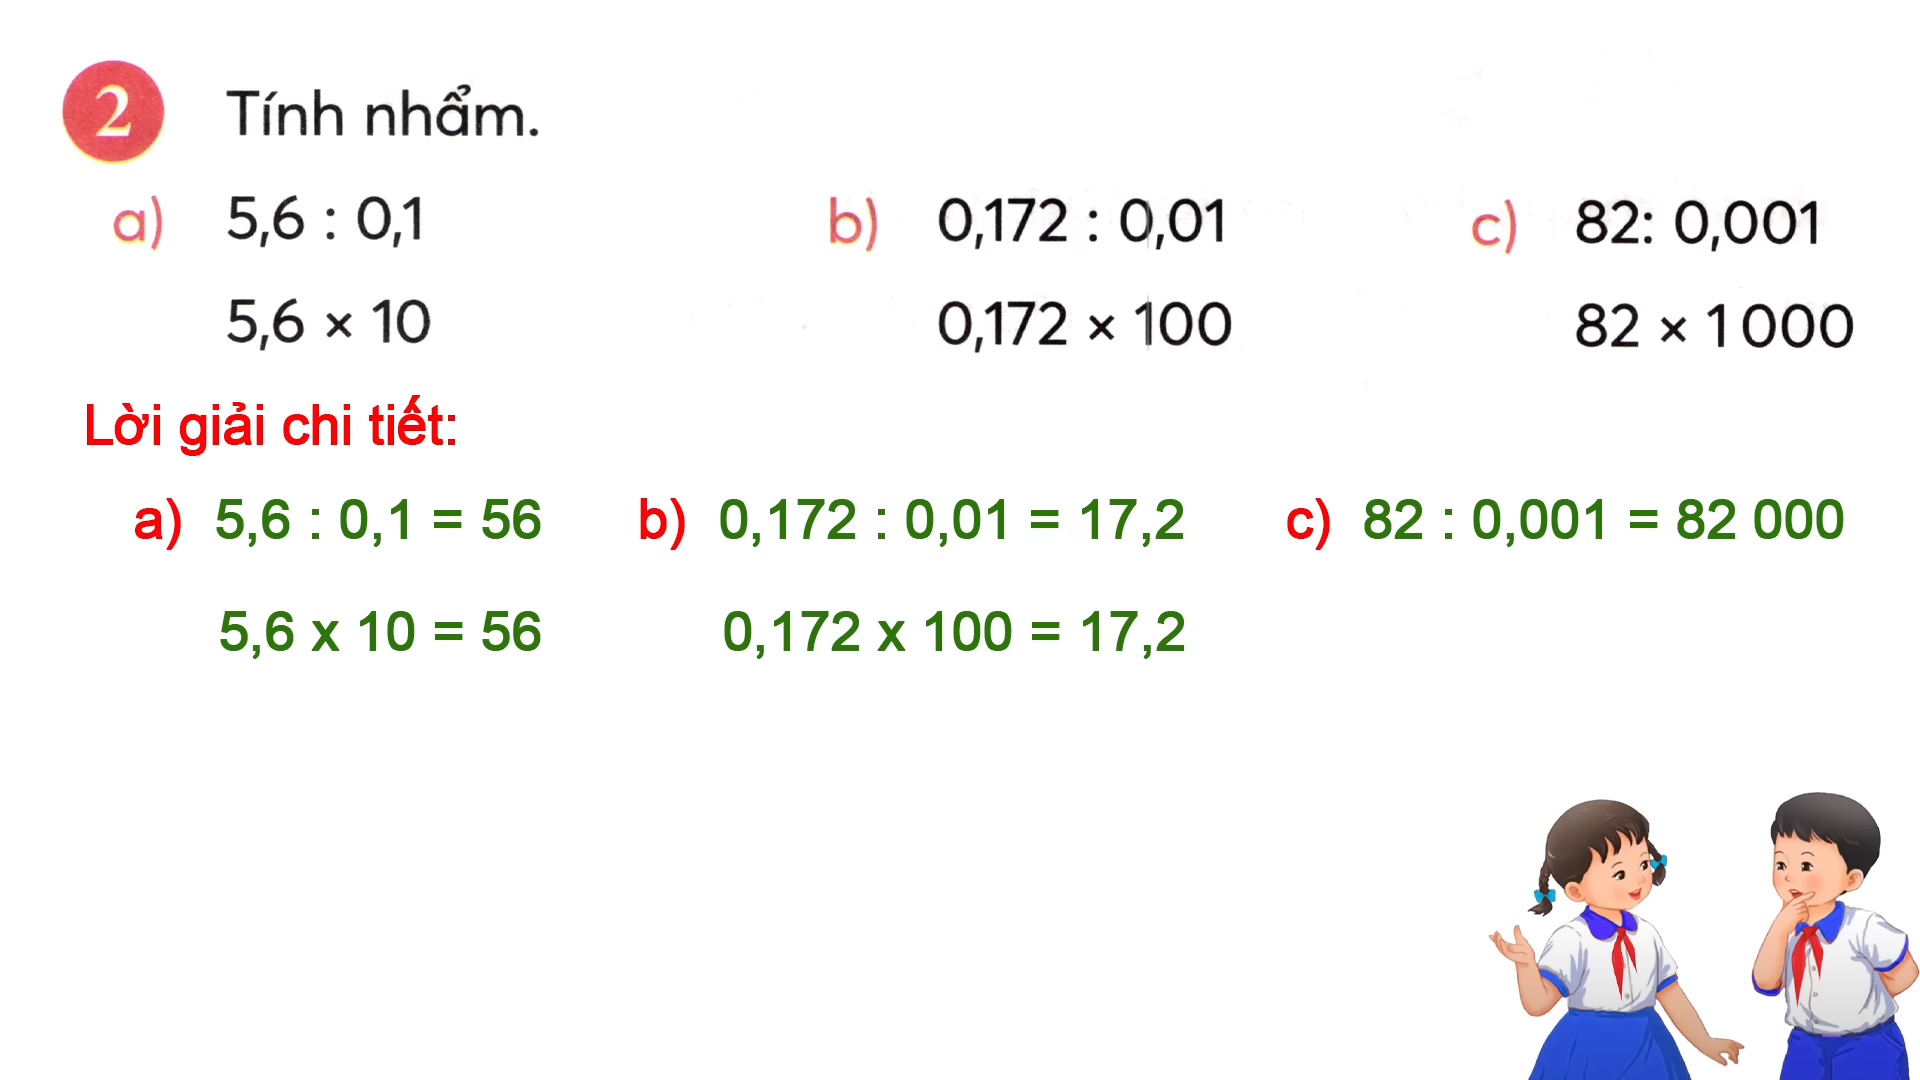 2 Tính nhẩm.
a) 5,6 : 0,1 b) 0,172 : 0,01 c) 82: 0,001
5,6 × 10 0,172 × 100 82 × 1 000
Lời giải chi tiết:
a) 5,6 : 0,1 = 56 b) 0,172 : 0,01 = 17,2 c) 82 : 0,001 = 82 000
5,6 x 10 = 56 0,172 x 100 = 17,2